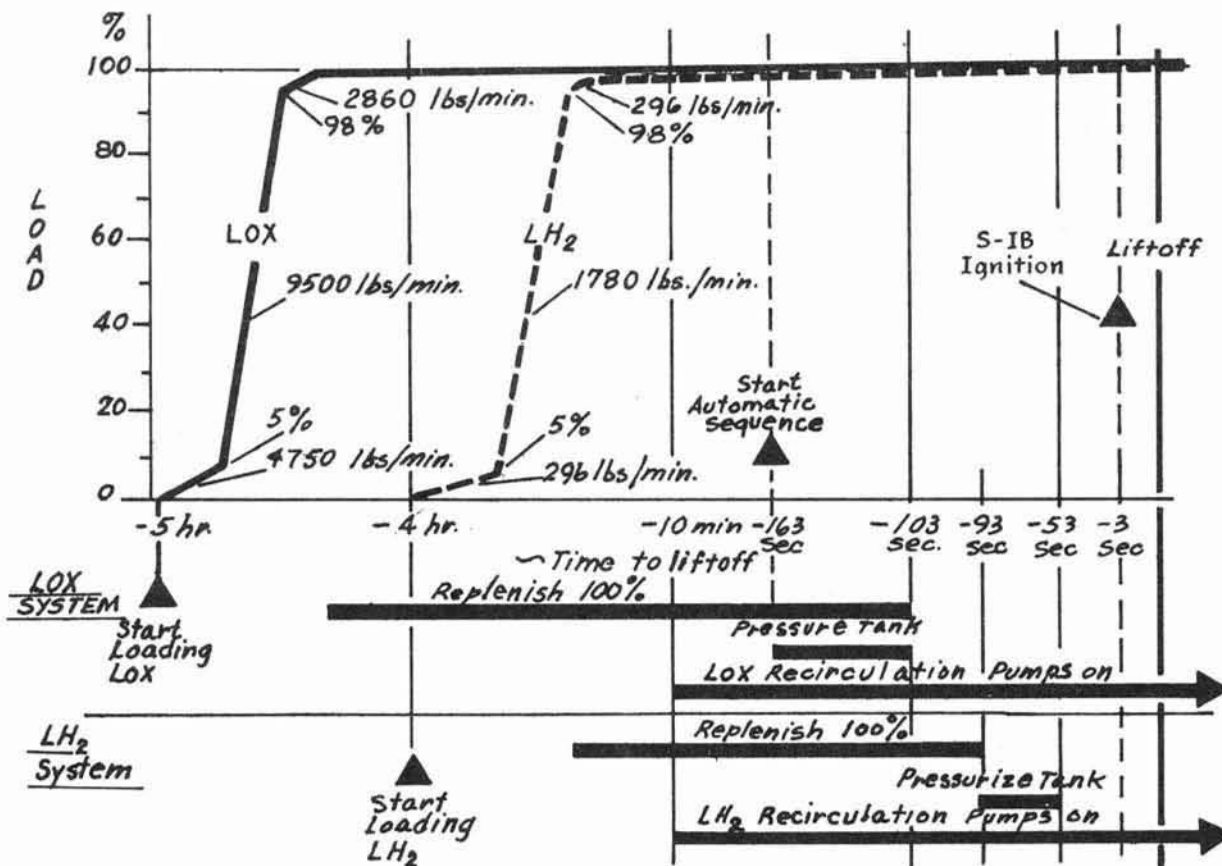 %
100
80
60
40
20
0
LOAD
2860 lbs/min.
98%
LOX
9500 lbs/min.
5%
4750 lbs/min.
296 lbs/min.
98%
LH2
1780 lbs./min.
5%
296 lbs/min.
Start
Automatic
sequence
S-IB
Ignition
Liftoff
-5 hr.
-4 hr.
-10 min
-163
sec
-103
sec.
-93
sec
-53
sec
-3
sec
~Time to liftoff
LOX
SYSTEM
Start
Loading
LOX
Replenish 100%
Pressure Tank
LOX Recirculation Pumps on
LH2
System
Start
Loading
LH2
Replenish 100%
Pressurize Tank
LH2 Recirculation Pumps on